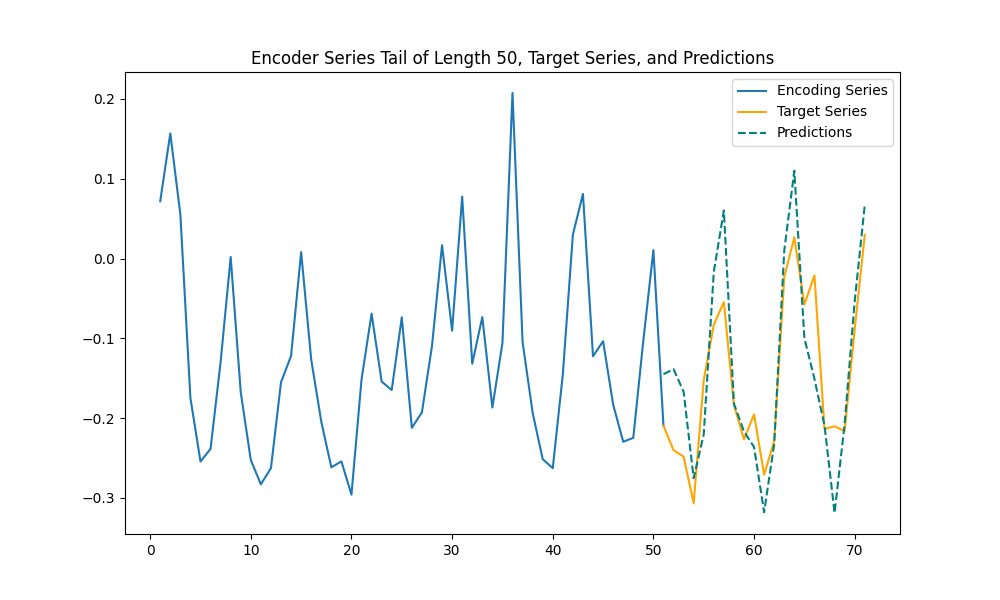 Encoder Series Tail of Length 50, Target Series, and Predictions
Encoding Series
Target Series
Predictions
0.2
0.1
0.0
−0.1
−0.2
−0.3
0 10 20 30 40 50 60 70